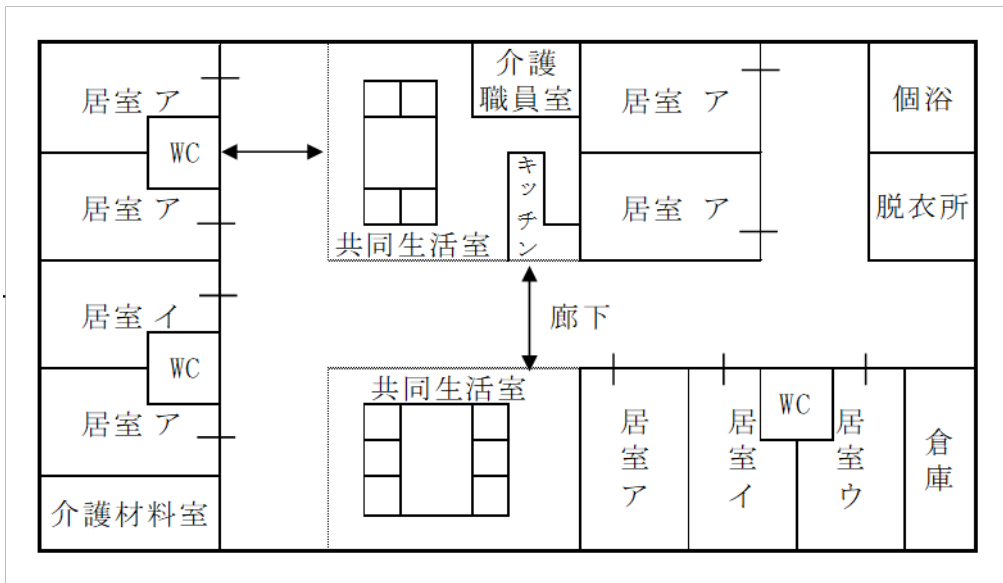 居室 ア
WC
居室 ア
居室 イ
WC
居室 ア
介護材料室
介護
職員室
キッチン
共同生活室
廊下
共同生活室
居室 ア
居室 ア
個浴
脱衣所
居室ア
居室イ
WC
居室ウ
倉庫